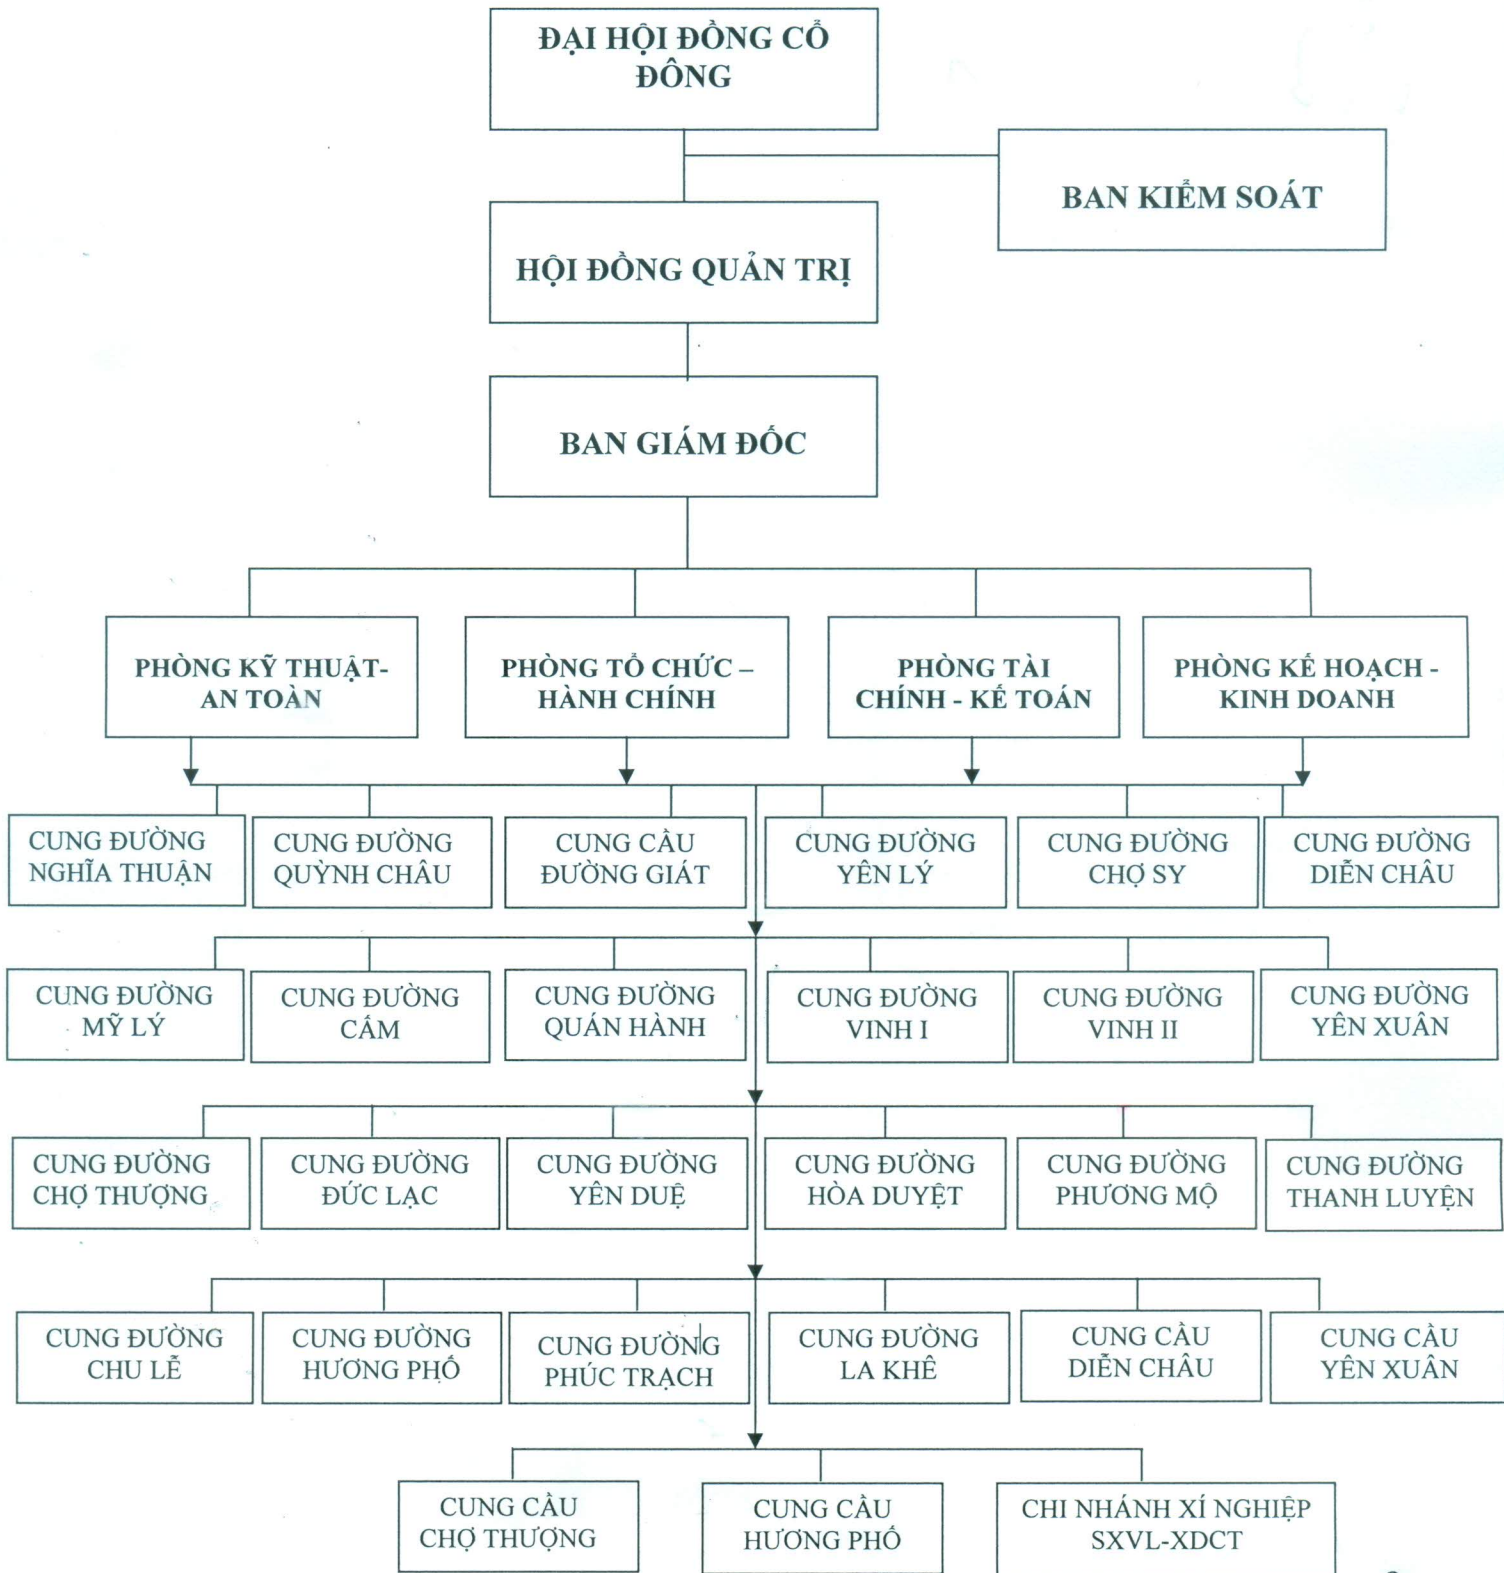 ĐẠI HỘI ĐỒNG CỔ
ĐÔNG
BAN KIỂM SOÁT
HỘI ĐỒNG QUẢN TRỊ
BAN GIÁM ĐỐC
PHÒNG KỸ THUẬT-
AN TOÀN
PHÒNG TỔ CHỨC –
HÀNH CHÍNH
PHÒNG TÀI
CHÍNH - KẾ TOÁN
PHÒNG KẾ HOẠCH -
KINH DOANH
CUNG ĐƯỜNG
NGHĨA THUẬN
CUNG ĐƯỜNG
QUỲNH CHÂU
CUNG CẦU
ĐƯỜNG GIÁT
CUNG ĐƯỜNG
YÊN LÝ
CUNG ĐƯỜNG
CHỢ SY
CUNG ĐƯỜNG
DIỄN CHÂU
CUNG ĐƯỜNG
MỸ LÝ
CUNG ĐƯỜNG
CẤM
CUNG ĐƯỜNG
QUÁN HÀNH
CUNG ĐƯỜNG
VINH I
CUNG ĐƯỜNG
VINH II
CUNG ĐƯỜNG
YÊN XUÂN
CUNG ĐƯỜNG
CHỢ THƯỢNG
CUNG ĐƯỜNG
ĐỨC LẠC
CUNG ĐƯỜNG
YÊN DUỆ
CUNG ĐƯỜNG
HÒA DUYỆT
CUNG ĐƯỜNG
PHƯƠNG MỘ
CUNG ĐƯỜNG
THANH LUYỆN
CUNG ĐƯỜNG
CHU LỄ
CUNG ĐƯỜNG
HƯƠNG PHỐ
CUNG ĐƯỜNG
PHÚC TRẠCH
CUNG ĐƯỜNG
LA KHÊ
CUNG CẦU
DIỄN CHÂU
CUNG CẦU
YÊN XUÂN
CUNG CẦU
CHỢ THƯỢNG
CUNG CẦU
HƯƠNG PHỐ
CHI NHÁNH XÍ NGHIỆP
SXVL-XDCT